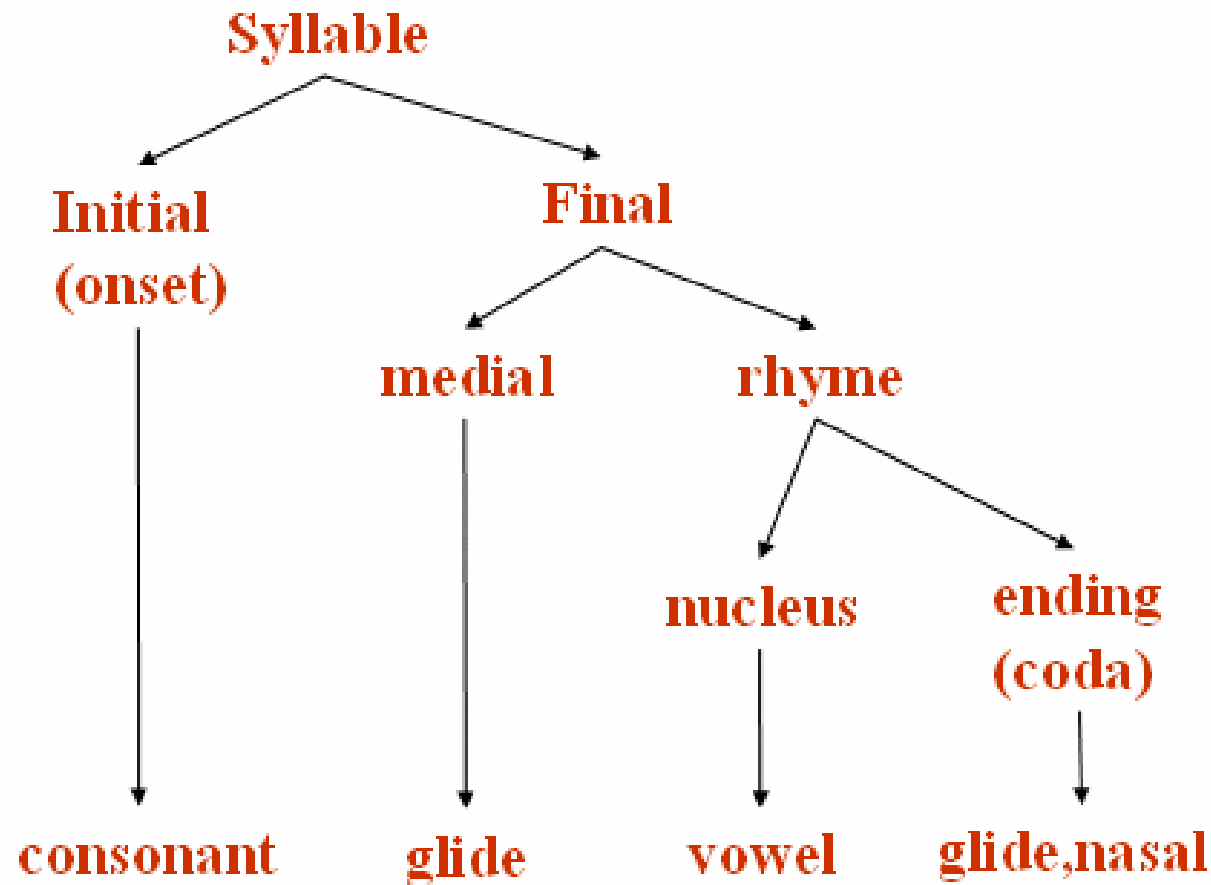 Syllable
Initial
(onset)
Final
medial
rhyme
nucleus
ending
(coda)
consonant
glide
vowel
glide,nasal